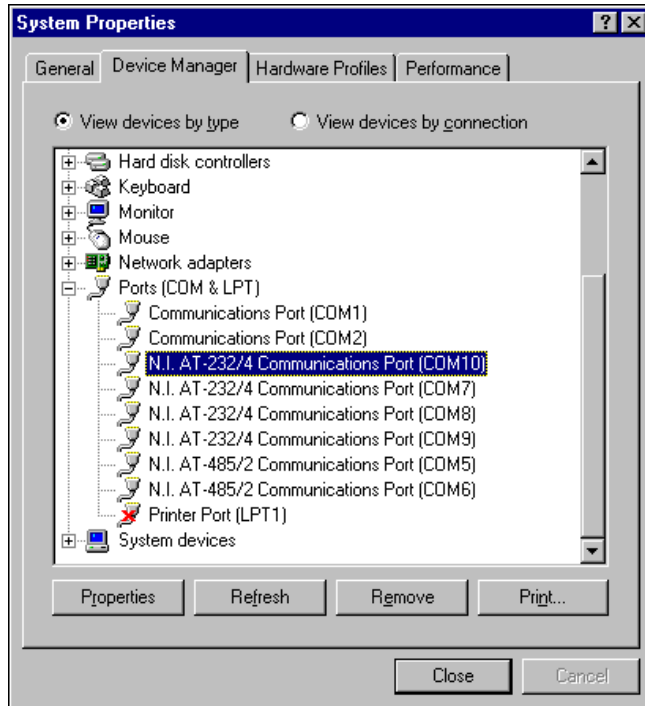 System Properties
General Device Manager Hardware Profiles Performance
View devices by type View devices by connection
Hard disk controllers
Keyboard
Monitor
Mouse
Network adapters
Ports (COM & LPT)
Communications Port (COM1)
Communications Port (COM2)
N.I. AT-232/4 Communications Port (COM10)
N.I. AT-232/4 Communications Port (COM7)
N.I. AT-232/4 Communications Port (COM8)
N.I. AT-232/4 Communications Port (COM9)
N.I. AT-485/2 Communications Port (COM5)
N.I. AT-485/2 Communications Port (COM6)
Printer Port (LPT1)
System devices
Properties Refresh Remove Print...
Close Cancel